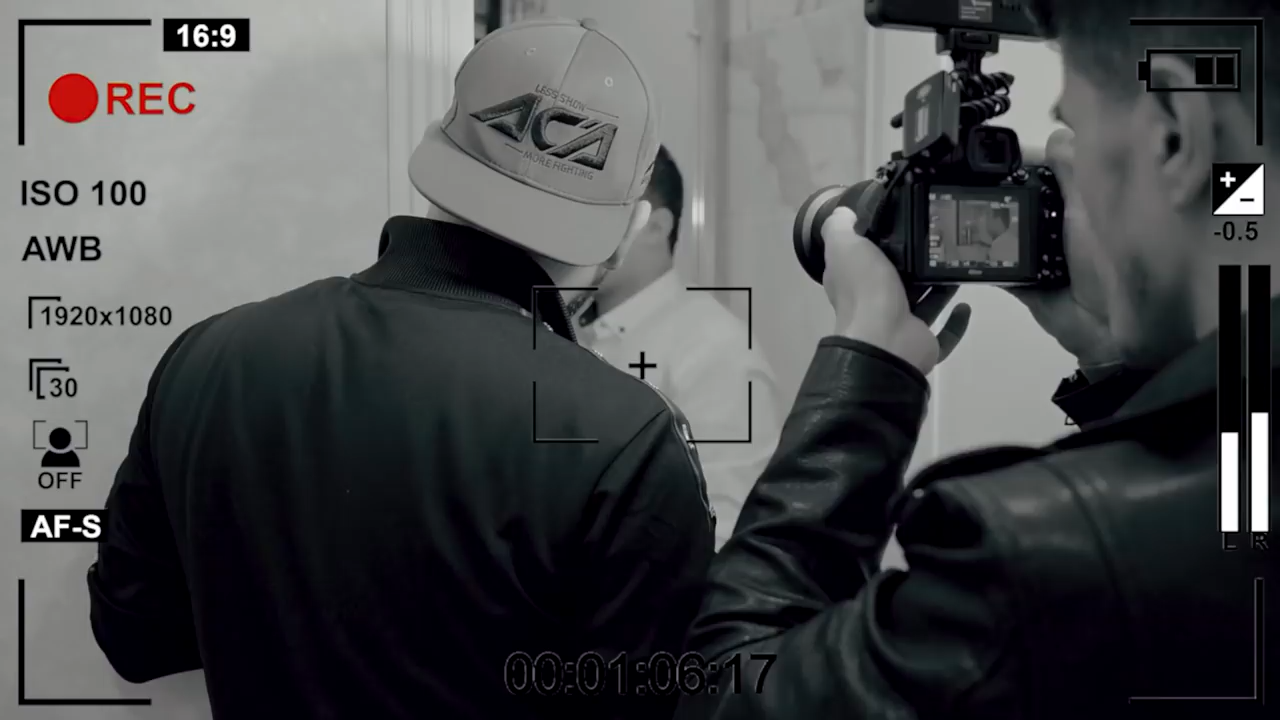 16:9
REC
ISO 100
AWB
1920x1080
30
OFF
AF-S
LESS SHOW
ACA
MORE FIGHTING
Nikon
-0.5
L R
00:01:06:17